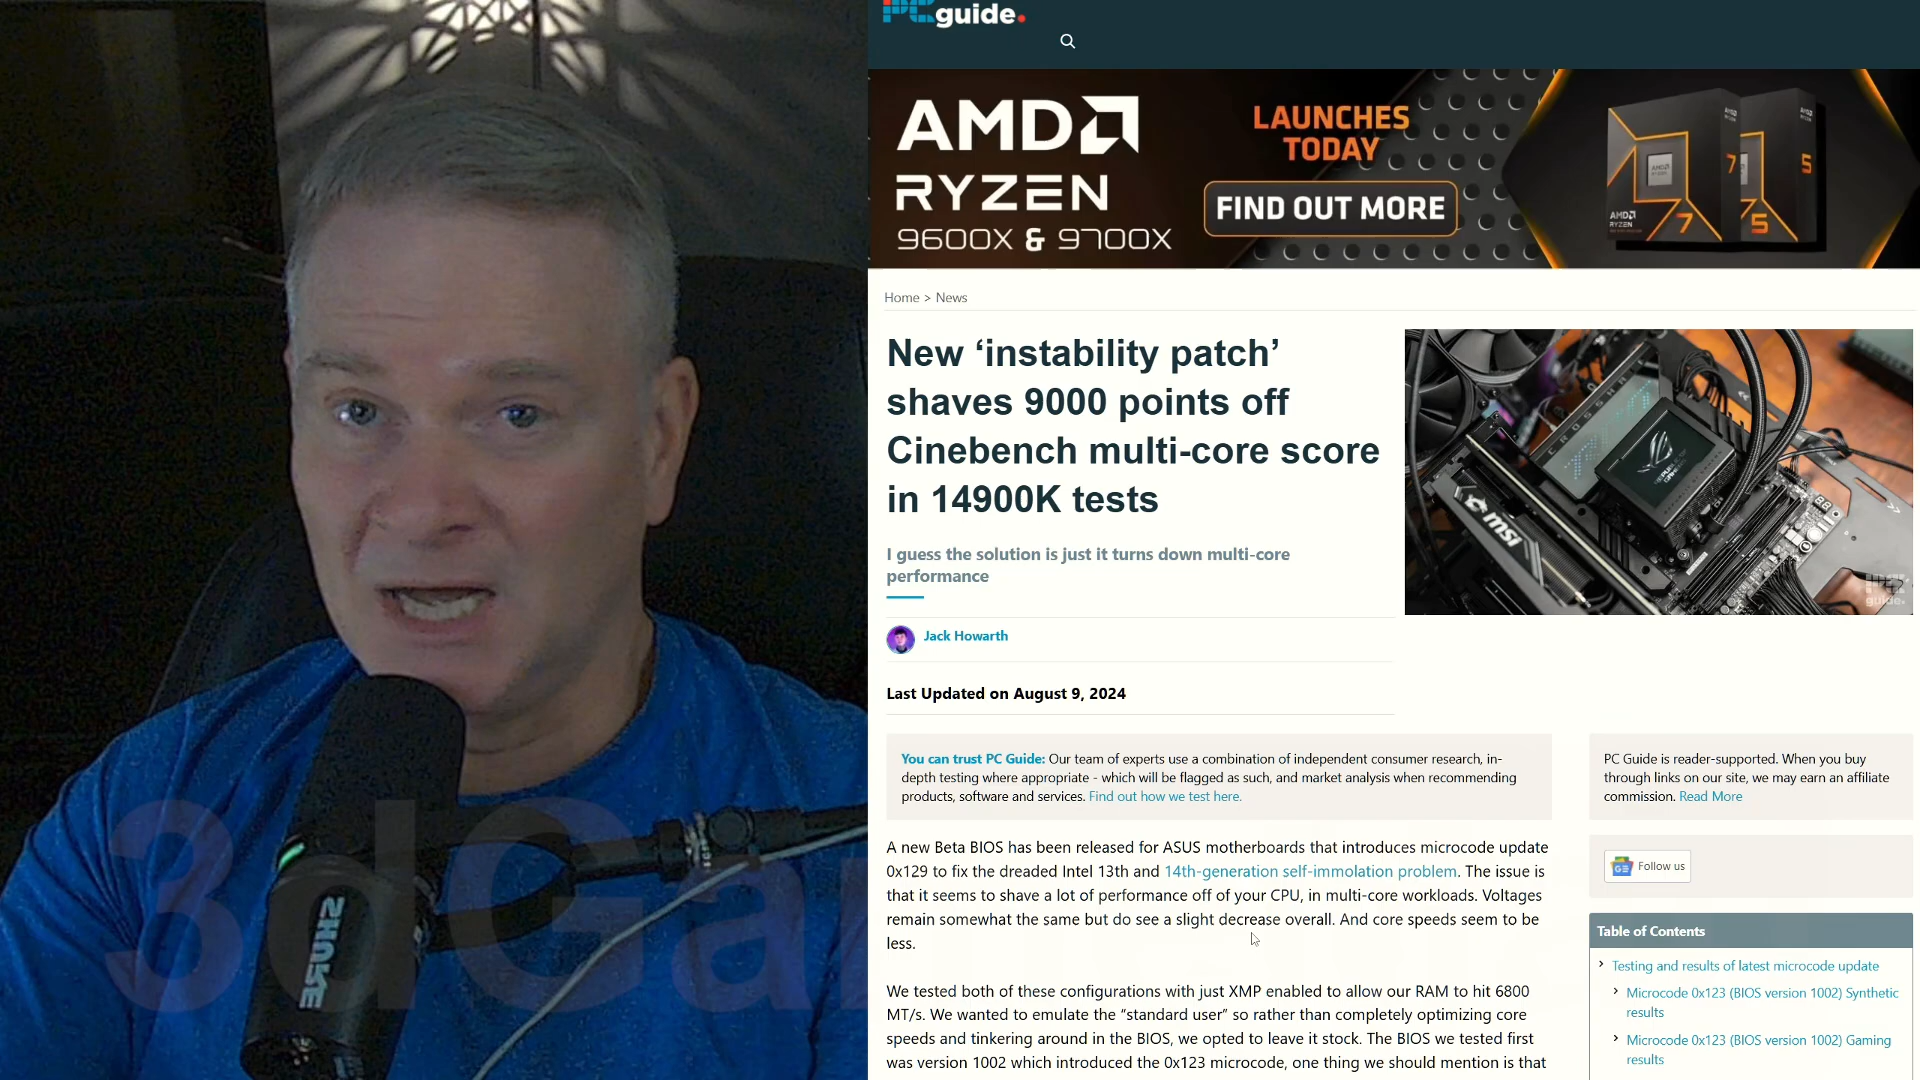 PCguide.
AMD
RYZEN
9600X & 9700X
LAUNCHES
TODAY
FIND OUT MORE
AMD
RYZEN
7
7
5
5
Home > News
New ‘instability patch’
shaves 9000 points off
Cinebench multi-core score
in 14900K tests
I guess the solution is just it turns down multi-core
performance
Jack Howarth
Last Updated on August 9, 2024
You can trust PC Guide: Our team of experts use a combination of independent consumer research, in-
depth testing where appropriate - which will be flagged as such, and market analysis when recommending
products, software and services. Find out how we test here.
PC Guide is reader-supported. When you buy
through links on our site, we may earn an affiliate
commission. Read More
A new Beta BIOS has been released for ASUS motherboards that introduces microcode update
0x129 to fix the dreaded Intel 13th and 14th-generation self-immolation problem. The issue is
that it seems to shave a lot of performance off of your CPU, in multi-core workloads. Voltages
remain somewhat the same but do see a slight decrease overall. And core speeds seem to be
less.
We tested both of these configurations with just XMP enabled to allow our RAM to hit 6800
MT/s. We wanted to emulate the “standard user” so rather than completely optimizing core
speeds and tinkering around in the BIOS, we opted to leave it stock. The BIOS we tested first
was version 1002 which introduced the 0x123 microcode, one thing we should mention is that
Follow us
Table of Contents
Testing and results of latest microcode update
Microcode 0x123 (BIOS version 1002) Synthetic
results
Microcode 0x123 (BIOS version 1002) Gaming
results
msi
guide.
SHURE
3dGa